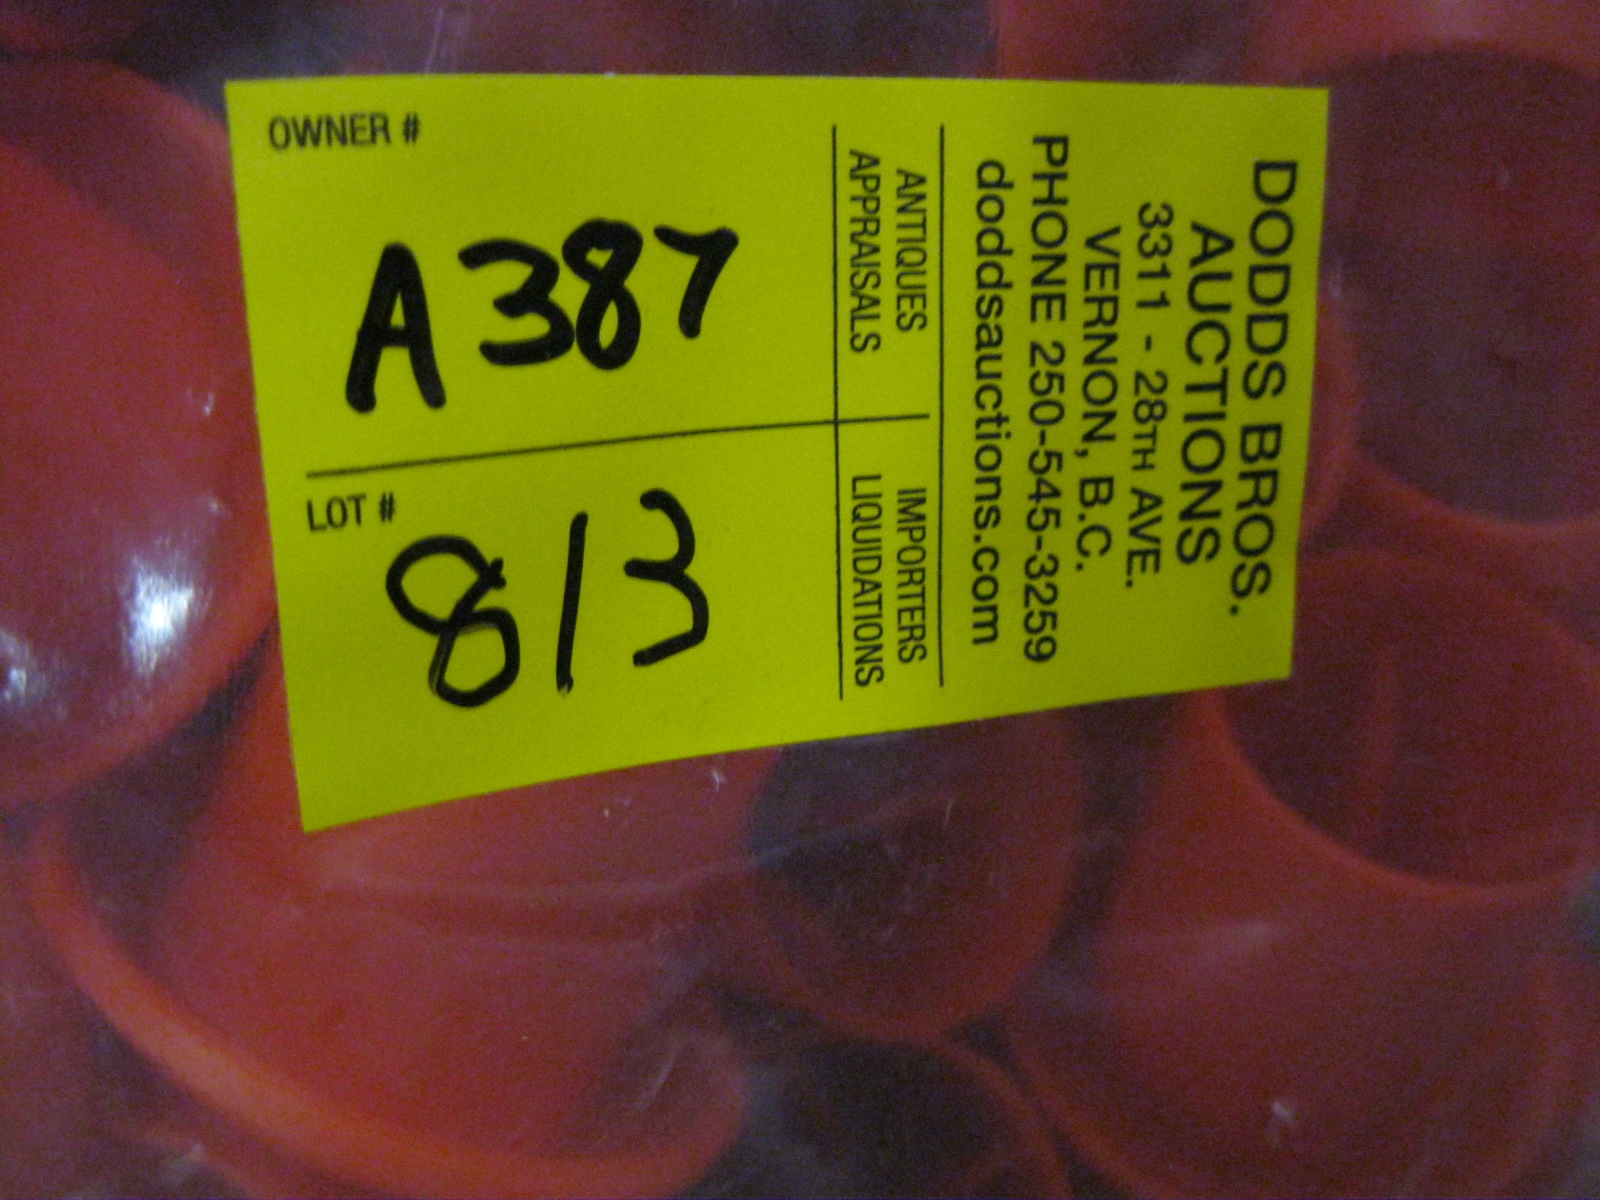 DODDS BROS.
AUCTIONS
3311 - 28TH AVE.
VERNON, B.C.
PHONE 250-545-3259
doddsauctions.com
ANTIQUES
APPRAISALS
IMPORTERS
LIQUIDATIONS
OWNER #
A387
LOT #
813